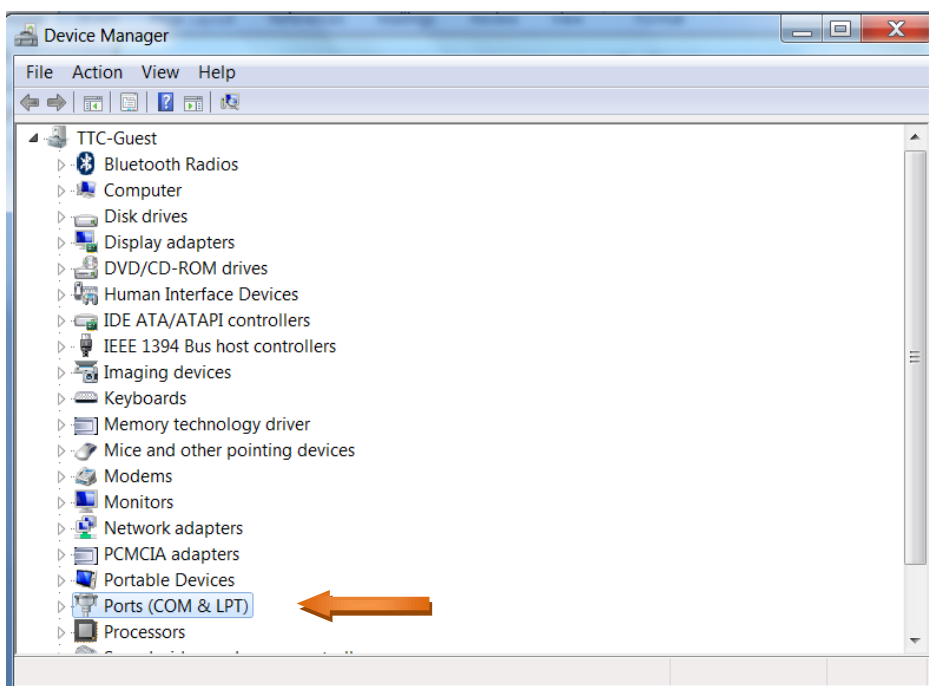 Device Manager
File Action View Help
TTC-Guest
Bluetooth Radios
Computer
Disk drives
Display adapters
DVD/CD-ROM drives
Human Interface Devices
IDE ATA/ATAPI controllers
IEEE 1394 Bus host controllers
Imaging devices
Keyboards
Memory technology driver
Mice and other pointing devices
Modems
Monitors
Network adapters
PCMCIA adapters
Portable Devices
Ports (COM & LPT)
Processors